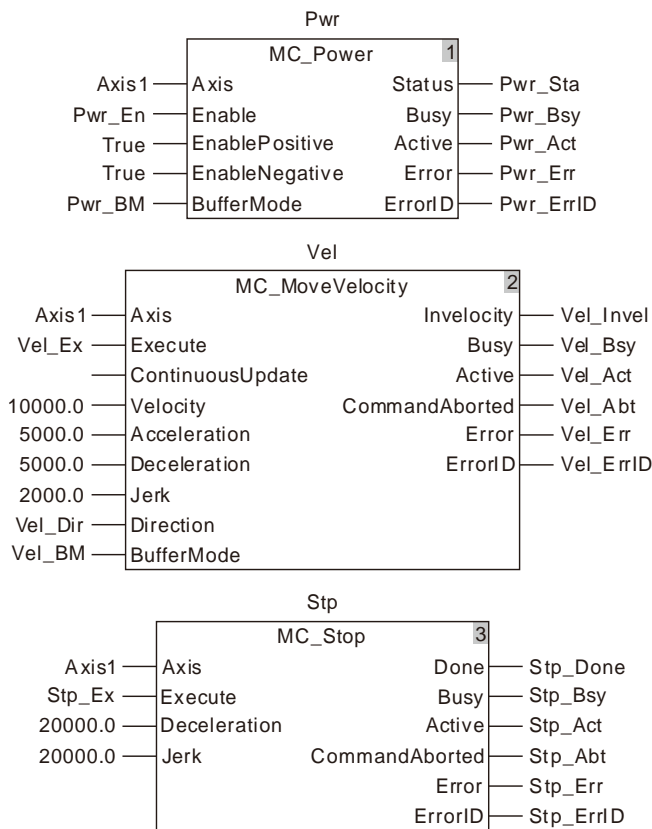 Pwr
MC_Power 1
Axis1 Axis Status Pwr_Sta
Pwr_En Enable Busy Pwr_Bsy
True EnablePositive Active Pwr_Act
True EnableNegative Error Pwr_Err
Pwr_BM BufferMode ErrorID Pwr_ErrID
Vel
MC_MoveVelocity 2
Axis1 Axis Invelocity Vel_Invel
Vel_Ex Execute Busy Vel_Bsy
ContinuousUpdate Active Vel_Act
10000.0 Velocity CommandAborted Vel_Abt
5000.0 Acceleration Error Vel_Err
5000.0 Deceleration ErrorID Vel_ErrID
2000.0 Jerk
Vel_Dir Direction
Vel_BM BufferMode
Stp
MC_Stop 3
Axis1 Axis Done Stp_Done
Stp_Ex Execute Busy Stp_Bsy
20000.0 Deceleration Active Stp_Act
20000.0 Jerk CommandAborted Stp_Abt
Error Stp_Err
ErrorID Stp_ErrID